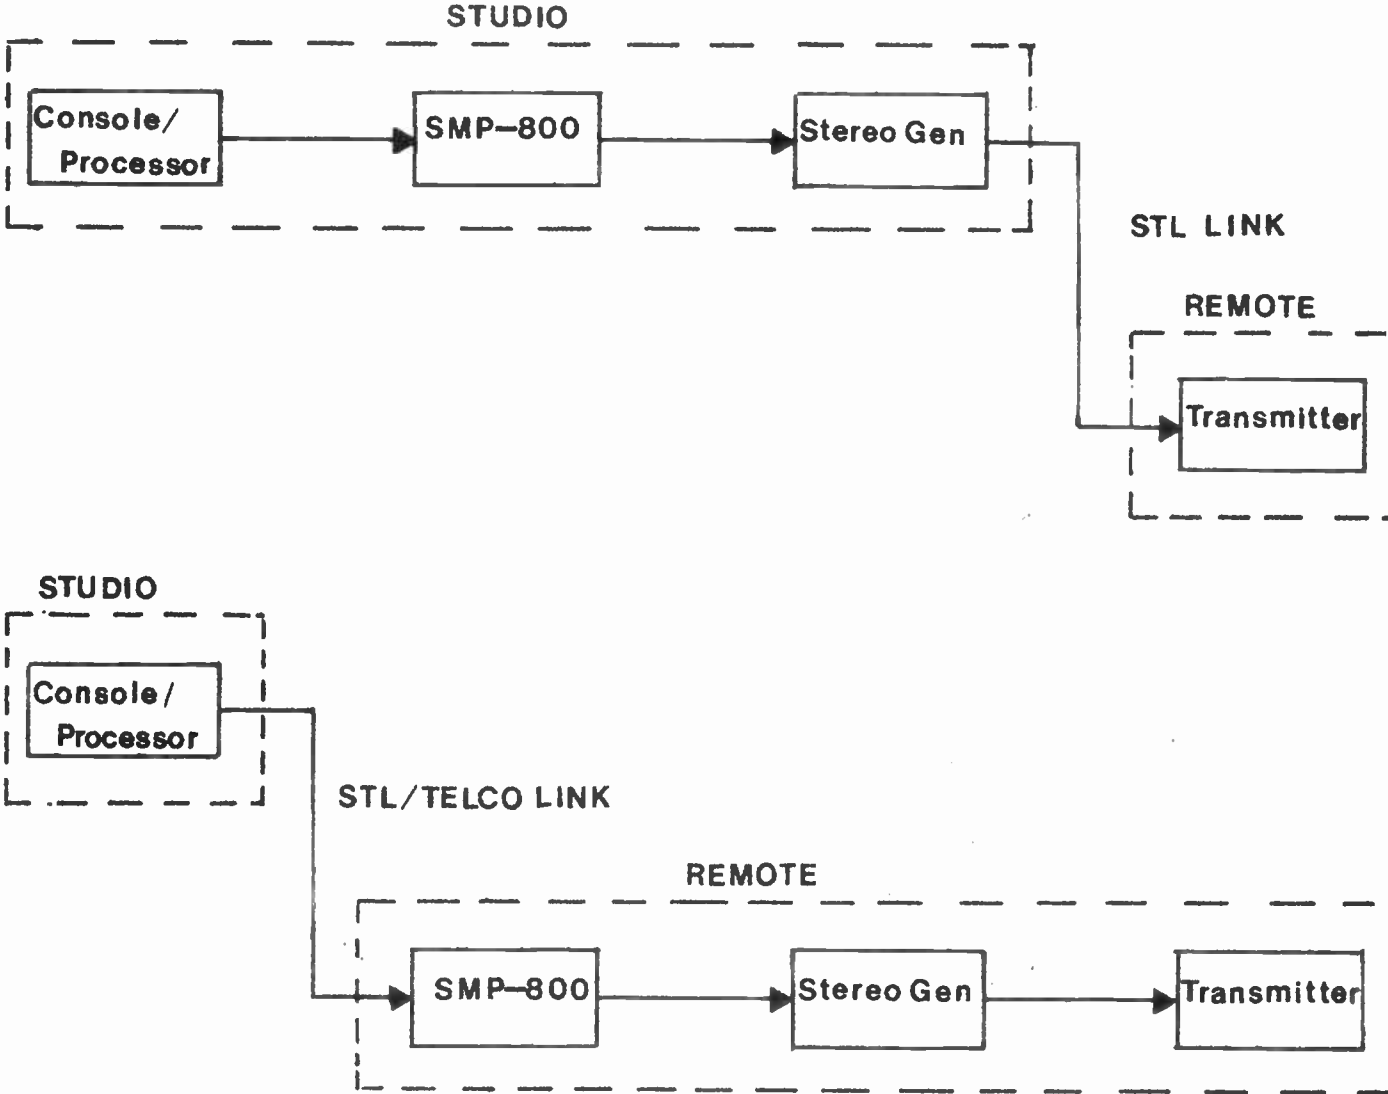 STUDIO
Console/
Processor
SMP-800
Stereo Gen
STL LINK
REMOTE
Transmitter
STUDIO
Console/
Processor
STL/TELCO LINK
REMOTE
SMP-800
Stereo Gen
Transmitter